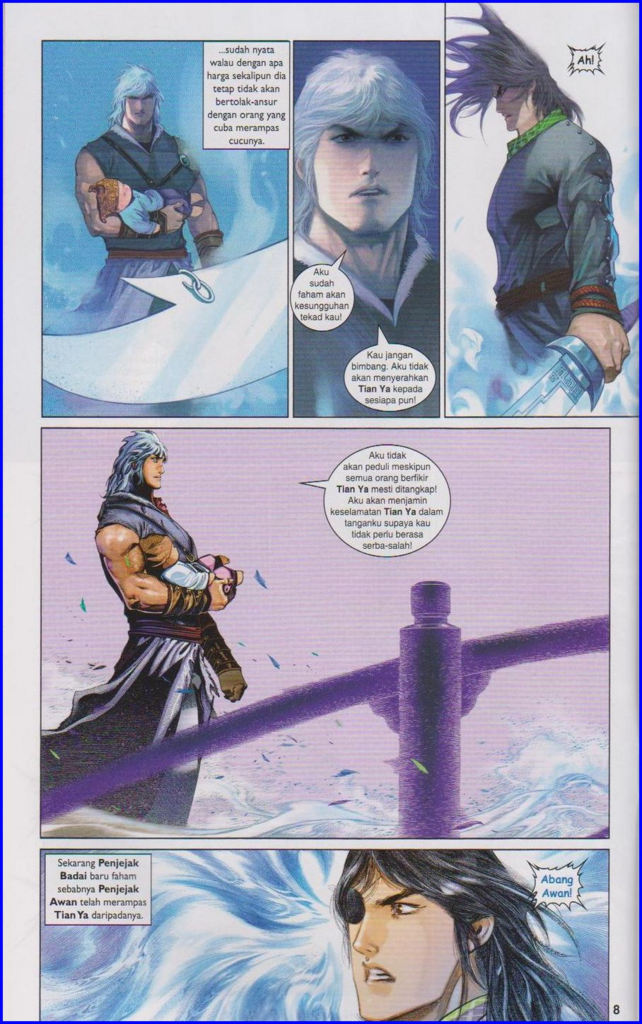 ...sudah nyata
walau dengan apa
harga sekalipun dia
tetap tidak akan
bertolak-ansur
dengan orang yang
cuba merampas
cucunya.
Aku
sudah
faham akan
kesungguhan
tekad kau!
Kau jangan
bimbang. Aku tidak
akan menyerahkan
Tian Ya kepada
sesiapa pun!
Ah!
Aku tidak
akan peduli meskipun
semua orang berfikir
Tian Ya mesti ditangkap!
Aku akan menjamin
keselamatan Tian Ya dalam
tanganku supaya kau
tidak perlu berasa
serba-salah!
Sekarang Penjejak
Badai baru faham
sebabnya Penjejak
Awan telah merampas
Tian Ya daripadanya.
Abang
Awan!
8